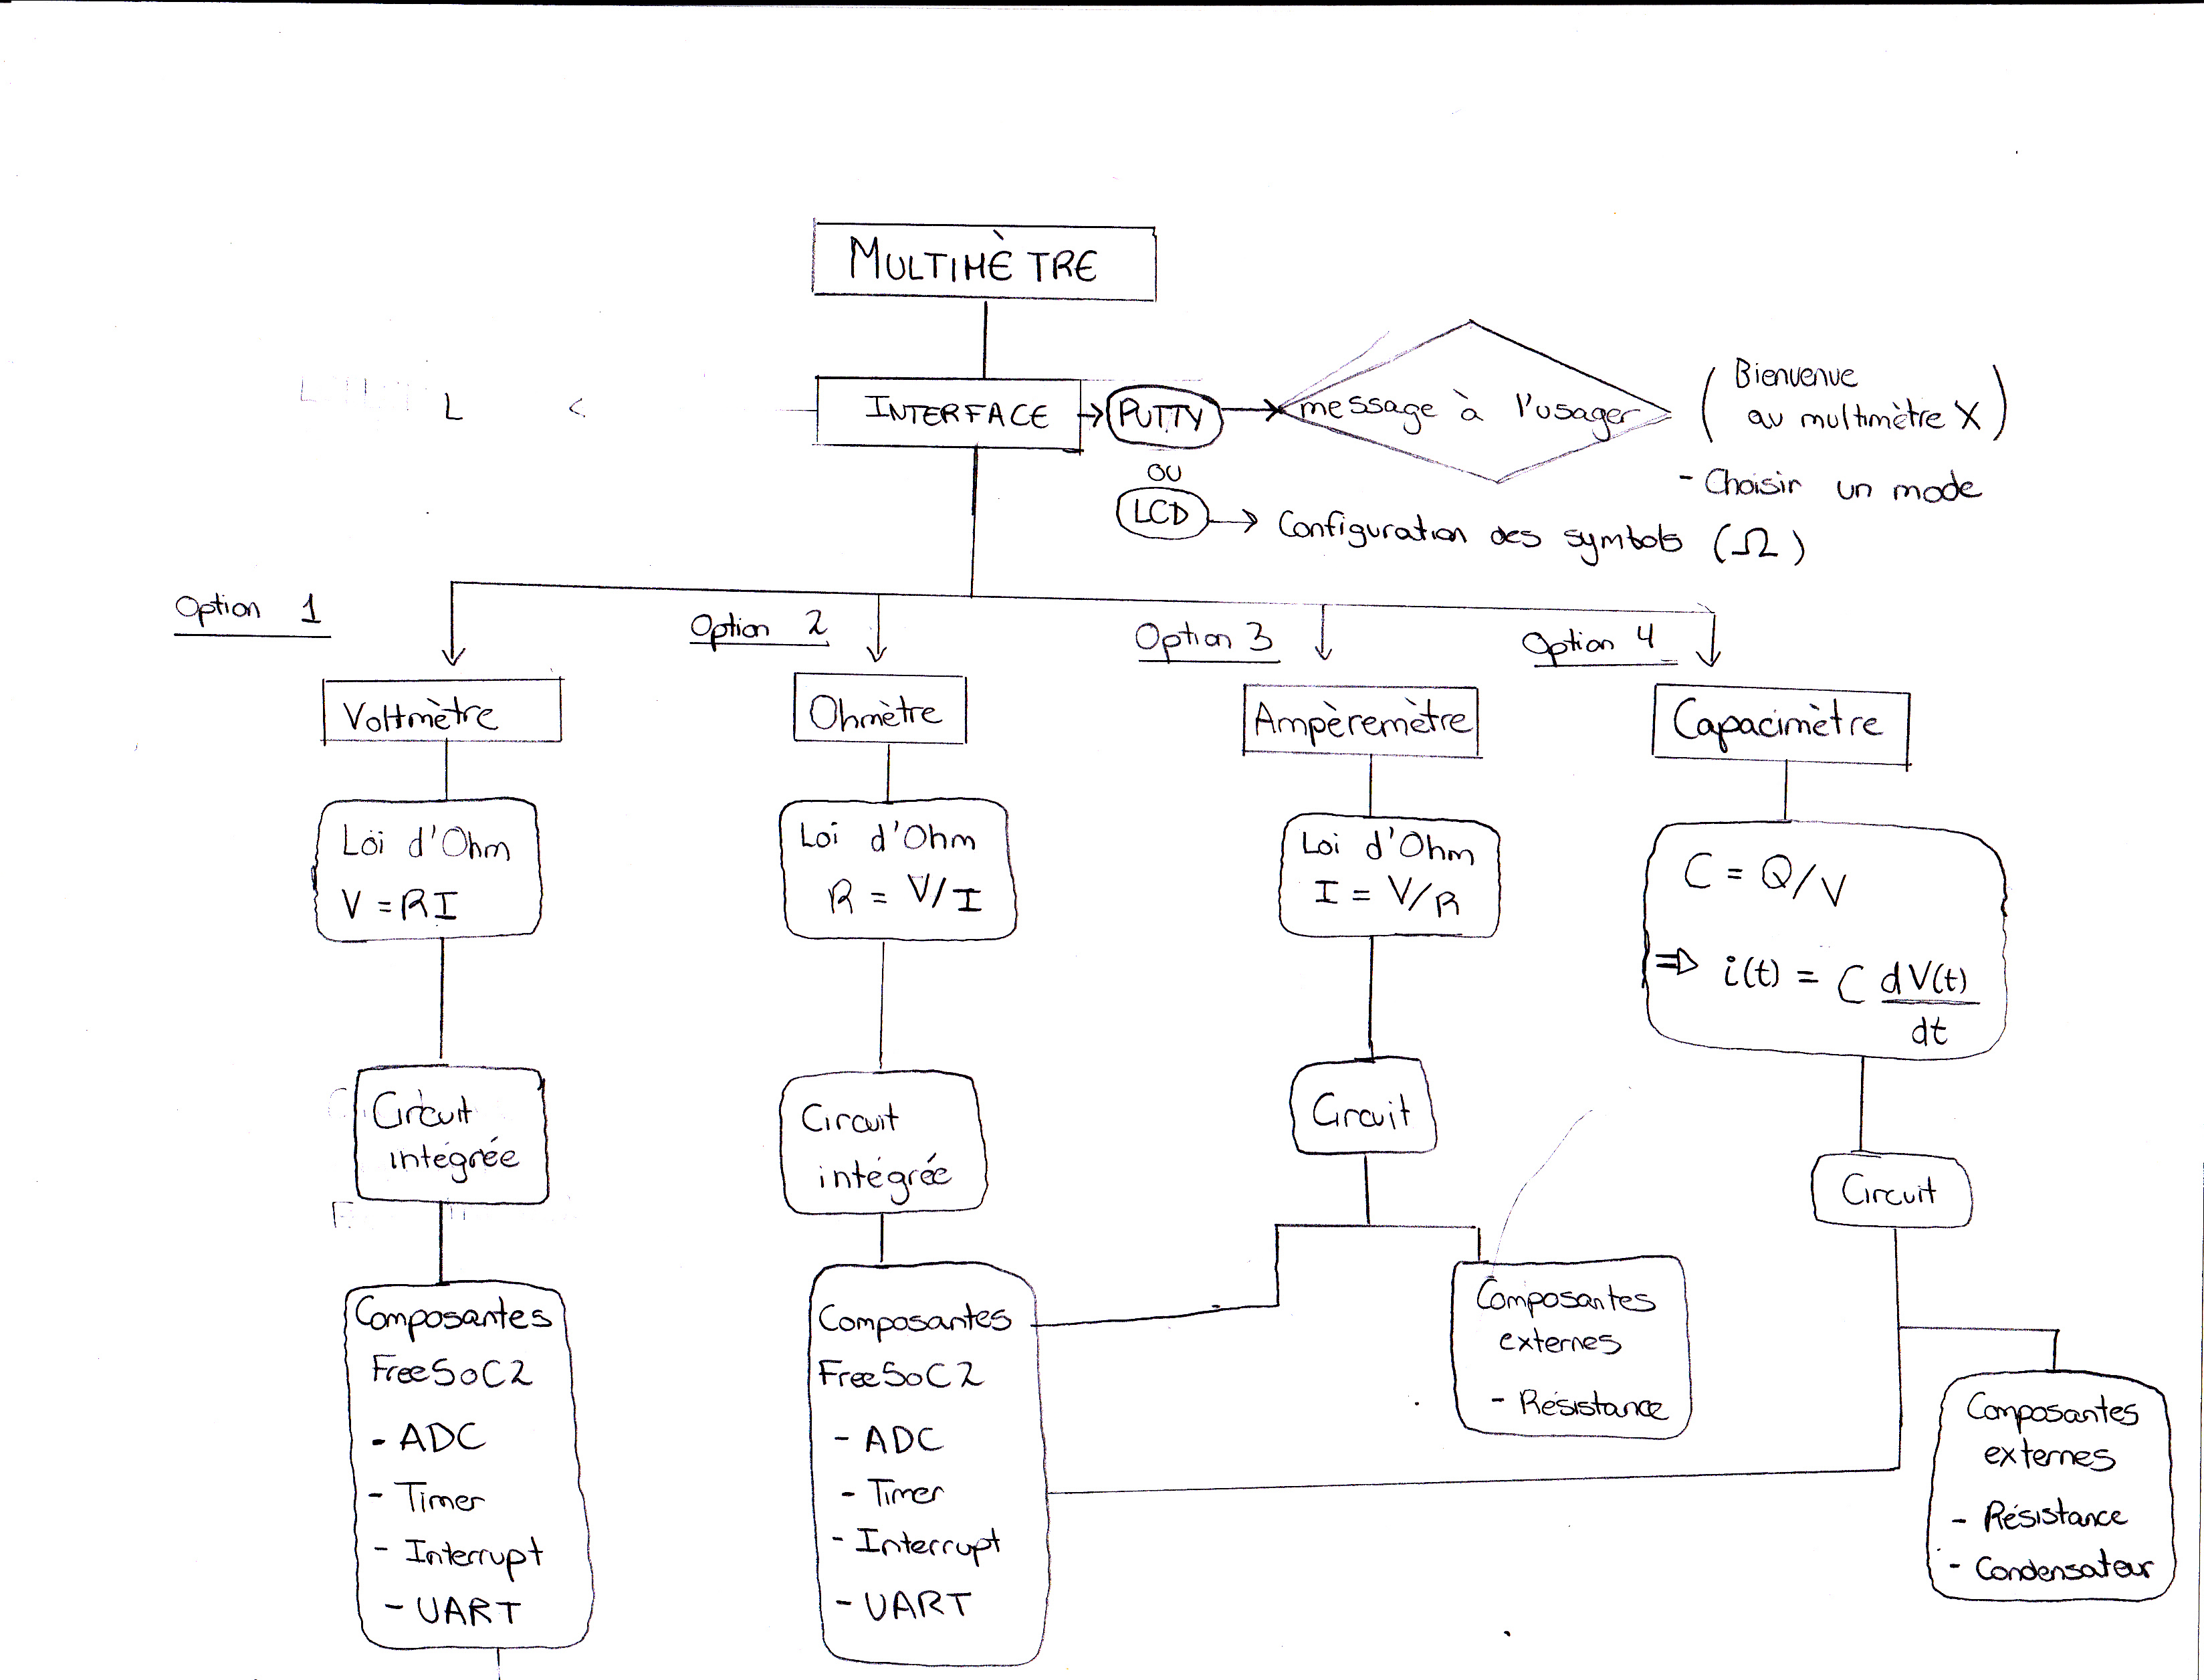 MULTIMÈTRE
INTERFACE
PUTTY
message à l'usager
(Bienvenue
au multimètre X)
- Choisir un mode
OU
LCD
Configuration des symbols (Ω)
Option 1
Option 2
Option 3
Option 4
Voltmètre
Ohmètre
Ampèremètre
Capacimètre
Loi d'Ohm
V = RI
Loi d'Ohm
R = V/I
Loi d'Ohm
I = V/R
C = Q/V
⇒ i(t) = C dV(t)
dt
Circuit
intégrée
Circuit
intégrée
Circuit
Circuit
Composantes
FreeSoC2
- ADC
- Timer
- Interrupt
- UART
Composantes
FreeSoC2
- ADC
- Timer
- Interrupt
- UART
Composantes
externes
- Résistance
Composantes
externes
- Résistance
- Condensateur